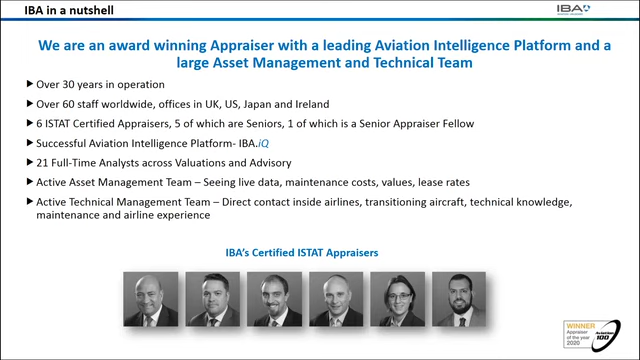 IBA in a nutshell
IBA
We are an award winning Appraiser with a leading Aviation Intelligence Platform and a
large Asset Management and Technical Team
Over 30 years in operation
Over 60 staff worldwide, offices in UK, US, Japan and Ireland
6 ISTAT Certified Appraisers, 5 of which are Seniors, 1 of which is a Senior Appraiser Fellow
Successful Aviation Intelligence Platform- IBA.iQ
21 Full-Time Analysts across Valuations and Advisory
Active Asset Management Team – Seeing live data, maintenance costs, values, lease rates
Active Technical Management Team – Direct contact inside airlines, transitioning aircraft, technical knowledge,
maintenance and airline experience
IBA's Certified ISTAT Appraisers
WINNER
Appraiser
of the year
2020
Aviation
100